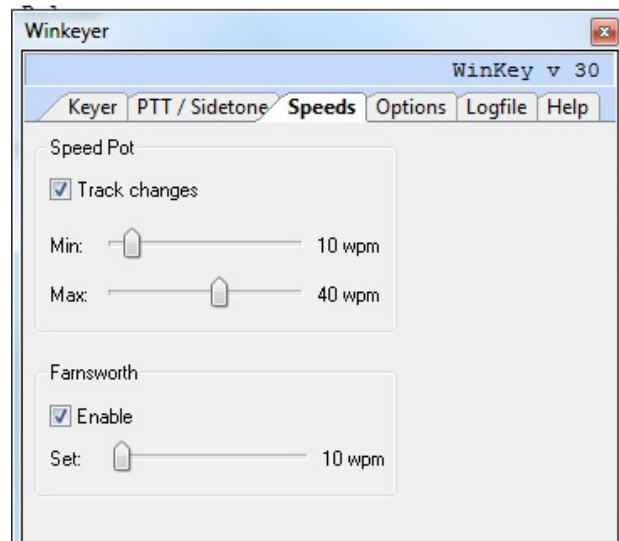 Winkeyer
WinKey v 30
Keyer PTT / Sidetone Speeds Options Logfile Help
Speed Pot
Track changes
Min: 10 wpm
Max: 40 wpm
Farnsworth
Enable
Set: 10 wpm